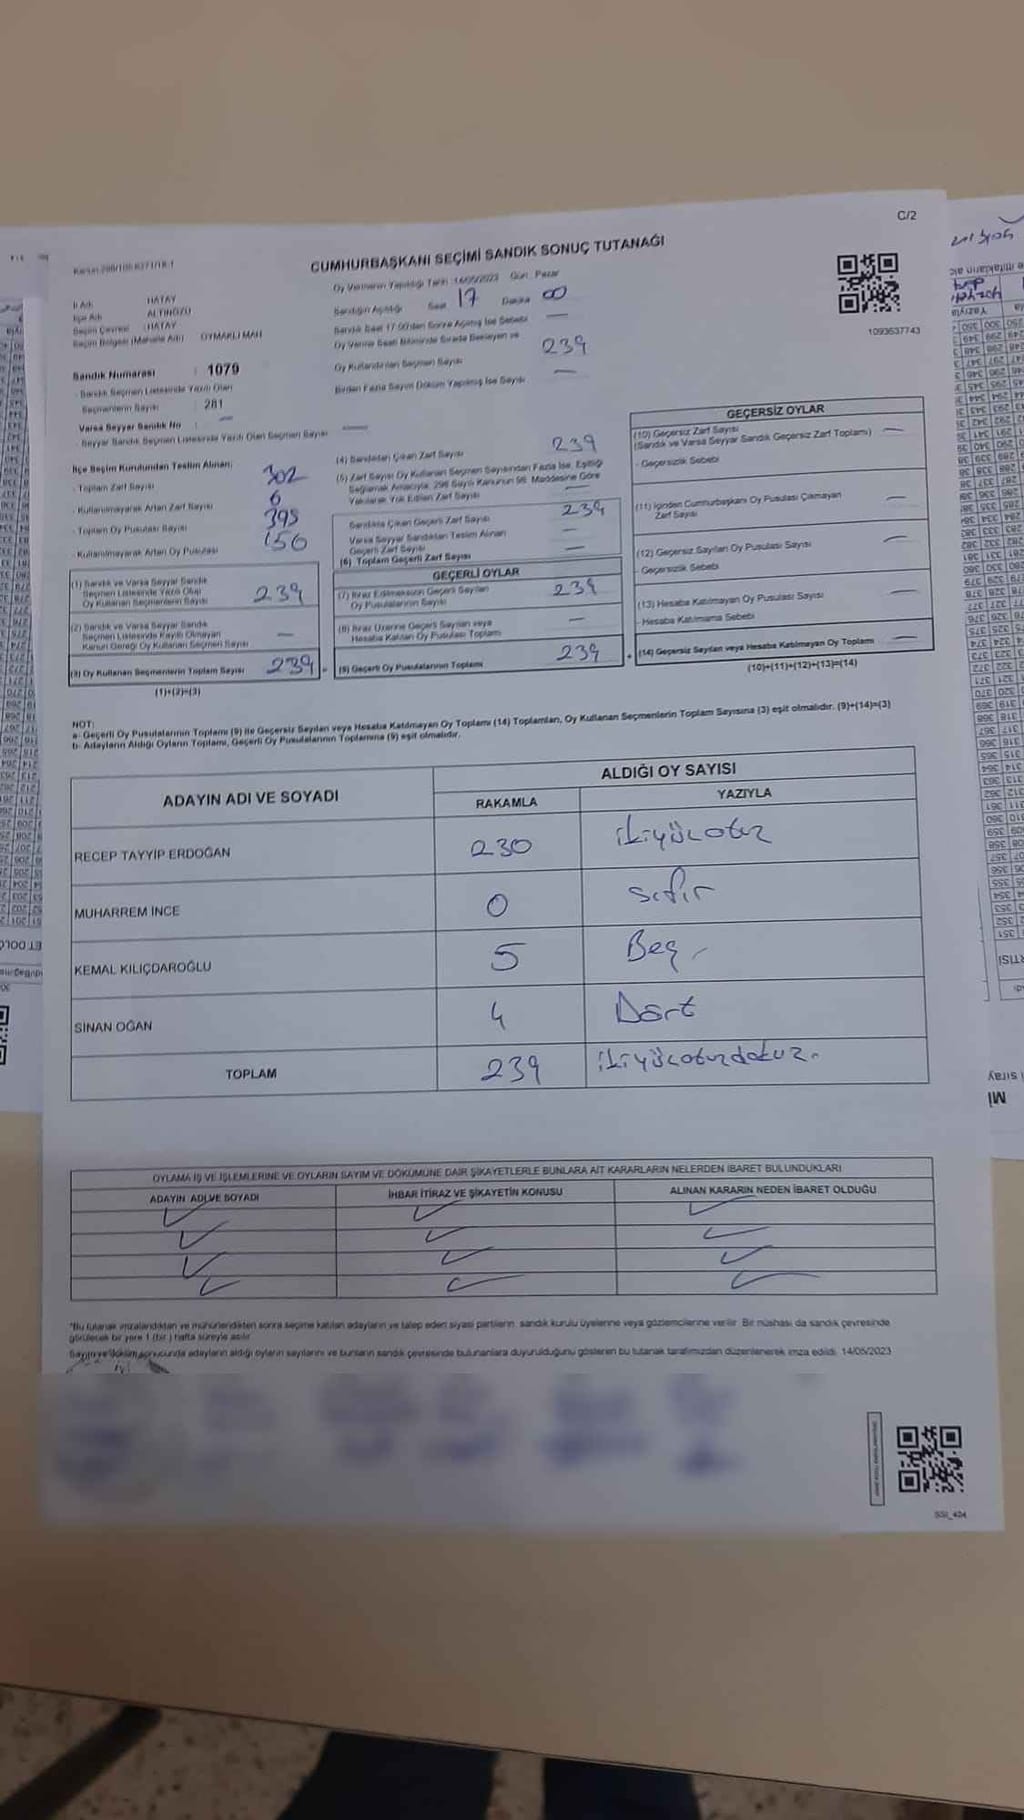 C/2
CUMHURBAŞKANI SEÇİMİ SANDIK SONUÇ TUTANAĞI
Oy Vermenin Yapıldığı Tarih 14/05/2023 Gün: Pazar
İl Adı HATAY
İlçe Adı ALTINÖZÜ
Seçim Çevresi HATAY
Seçim Bölgesi (Mahalle Adı) OYMAKLI MAH
Sandığın Açıldığı Saat 17 Dakika 00
Sandık Saat 17.00'den Sonra Açılmış İse Sebebi —
Oy Verme Saati Bitiminde Sırada Bekleyen ve
Oy Kullandırılan Seçmen Sayısı 239
Birden Fazla Sayım Döküm Yapılmış İse Sayısı —
1093537743
Sandık Numarası : 1079
- Sandık Seçmen Listesinde Yazılı Olan
Seçmenlerin Sayısı : 281
Varsa Seyyar Sandık No : —
- Seyyar Sandık Seçmen Listesinde Yazılı Olan Seçmen Sayısı —
İlçe Seçim Kurulundan Teslim Alınan;
- Toplam Zarf Sayısı 302
- Kullanılmayarak Artan Zarf Sayısı 6
- Toplam Oy Pusulası Sayısı 395
- Kullanılmayarak Artan Oy Pusulası 156
(1) Sandık ve Varsa Seyyar Sandık
Seçmen Listesinde Yazılı Olup
Oy Kullanan Seçmenlerin Sayısı 239
(2) Sandık ve Varsa Seyyar Sandık
Seçmen Listesinde Kayıtlı Olmayan
Kanun Gereği Oy Kullanan Seçmen Sayısı —
(3) Oy Kullanan Seçmenlerin Toplam Sayısı 239 =
(1)+(2)=(3)
(4) Sandıktan Çıkan Zarf Sayısı 239
(5) Zarf Sayısı Oy Kullanan Seçmen Sayısından Fazla İse, Eşitliği
Sağlamak Amacıyla, 298 Sayılı Kanunun 98. Maddesine Göre
Yakılarak Yok Edilen Zarf Sayısı —
Sandıkta Çıkan Geçerli Zarf Sayısı 239
Varsa Seyyar Sandıktan Teslim Alınan
Geçerli Zarf Sayısı —
(6) Toplam Geçerli Zarf Sayısı —
GEÇERLİ OYLAR
(7) İtiraz Edilmeksizin Geçerli Sayılan
Oy Pusulalarının Sayısı 239
(8) İtiraz Üzerine Geçerli Sayılan veya
Hesaba Katılan Oy Pusulası Toplamı —
(9) Geçerli Oy Pusulalarının Toplamı 239 +
GEÇERSİZ OYLAR
(10) Geçersiz Zarf Sayısı
(Sandık ve Varsa Seyyar Sandık Geçersiz Zarf Toplamı) —
- Geçersizlik Sebebi
(11) İçinden Cumhurbaşkanı Oy Pusulası Çıkmayan
Zarf Sayısı —
(12) Geçersiz Sayılan Oy Pusulası Sayısı —
- Geçersizlik Sebebi
(13) Hesaba Katılmayan Oy Pusulası Sayısı —
- Hesaba Katılmama Sebebi
(14) Geçersiz Sayılan veya Hesaba Katılmayan Oy Toplamı —
(10)+(11)+(12)+(13)=(14)
NOT:
a- Geçerli Oy Pusulalarının Toplamı (9) ile Geçersiz Sayılan veya Hesaba Katılmayan Oy Toplamı (14) Toplamları, Oy Kullanan Seçmenlerin Toplam Sayısına (3) eşit olmalıdır. (9)+(14)=(3)
b- Adayların Aldığı Oyların Toplamı, Geçerli Oy Pusulalarının Toplamına (9) eşit olmalıdır.
ADAYIN ADI VE SOYADI ALDIĞI OY SAYISI
RAKAMLA YAZIYLA
RECEP TAYYİP ERDOĞAN 230 ikiyüzotuz
MUHARREM İNCE 0 sıfır
KEMAL KILIÇDAROĞLU 5 Beş
SİNAN OĞAN 4 Dört
TOPLAM 239 ikiyüzotuzdokuz
OYLAMA İŞ VE İŞLEMLERİNE VE OYLARIN SAYIM VE DÖKÜMÜNE DAİR ŞİKAYETLERLE BUNLARA AİT KARARLARIN NELERDEN İBARET BULUNDUKLARI
ADAYIN ADI VE SOYADI İHBAR İTİRAZ VE ŞİKAYETİN KONUSU ALINAN KARARIN NEDEN İBARET OLDUĞU
*Bu tutanak imzalandıktan ve mühürlendikten sonra seçime katılan adayların ve talep eden siyasi partilerin sandık kurulu üyelerine veya gözlemcilerine verilir. Bir nüshası da sandık çevresinde
görülecek bir yere 1 (bir) hafta süreyle asılır.
Sayım ve döküm sonucunda adayların aldığı oyların sayılarını ve bunların sandık çevresinde bulunanlara duyurulduğunu gösteren bu tutanak tarafımızdan düzenlenerek imza edildi. 14/05/2023